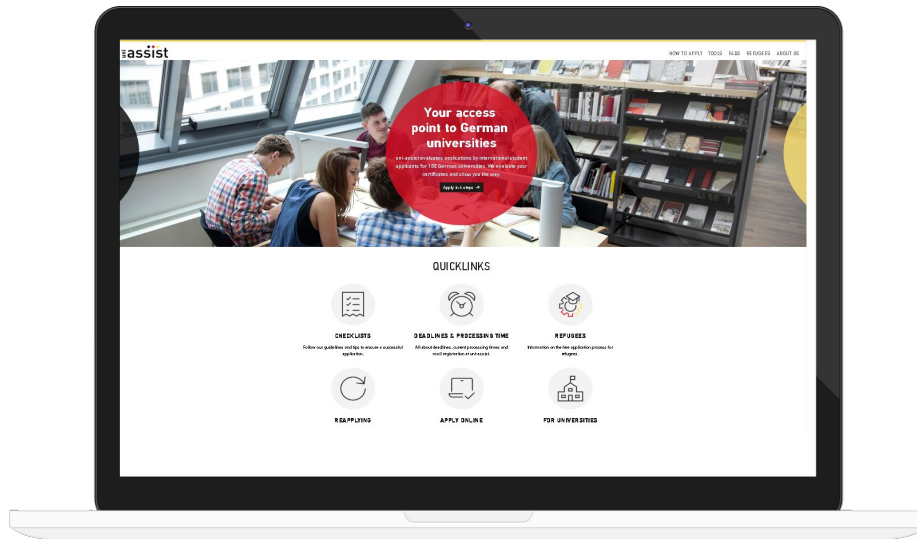 uni
assist
HOW TO APPLY TOOLS FAQS REFUGEES ABOUT US
Your access
point to German
universities
uni-assist evaluates applications by international student
applicants for 180 German universities. We evaluate your
certificates and show you the way.
Apply in 5 steps →
QUICKLINKS
CHECKLISTS
Follow our guidelines and tips to ensure a successful
application.
DEADLINES & PROCESSING TIME
All about deadlines, current processing times and
email registration at uni-assist.
REFUGEES
Information on the free application process for
refugees.
REAPPLYING
APPLY ONLINE
FOR UNIVERSITIES